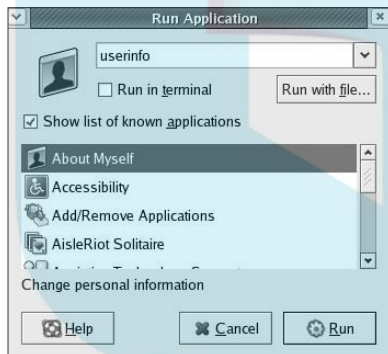 Run Application
userinfo
Run in terminal
Run with file...
Show list of known applications
About Myself
Accessibility
Add/Remove Applications
AisleRiot Solitaire
Change personal information
Help
Cancel
Run